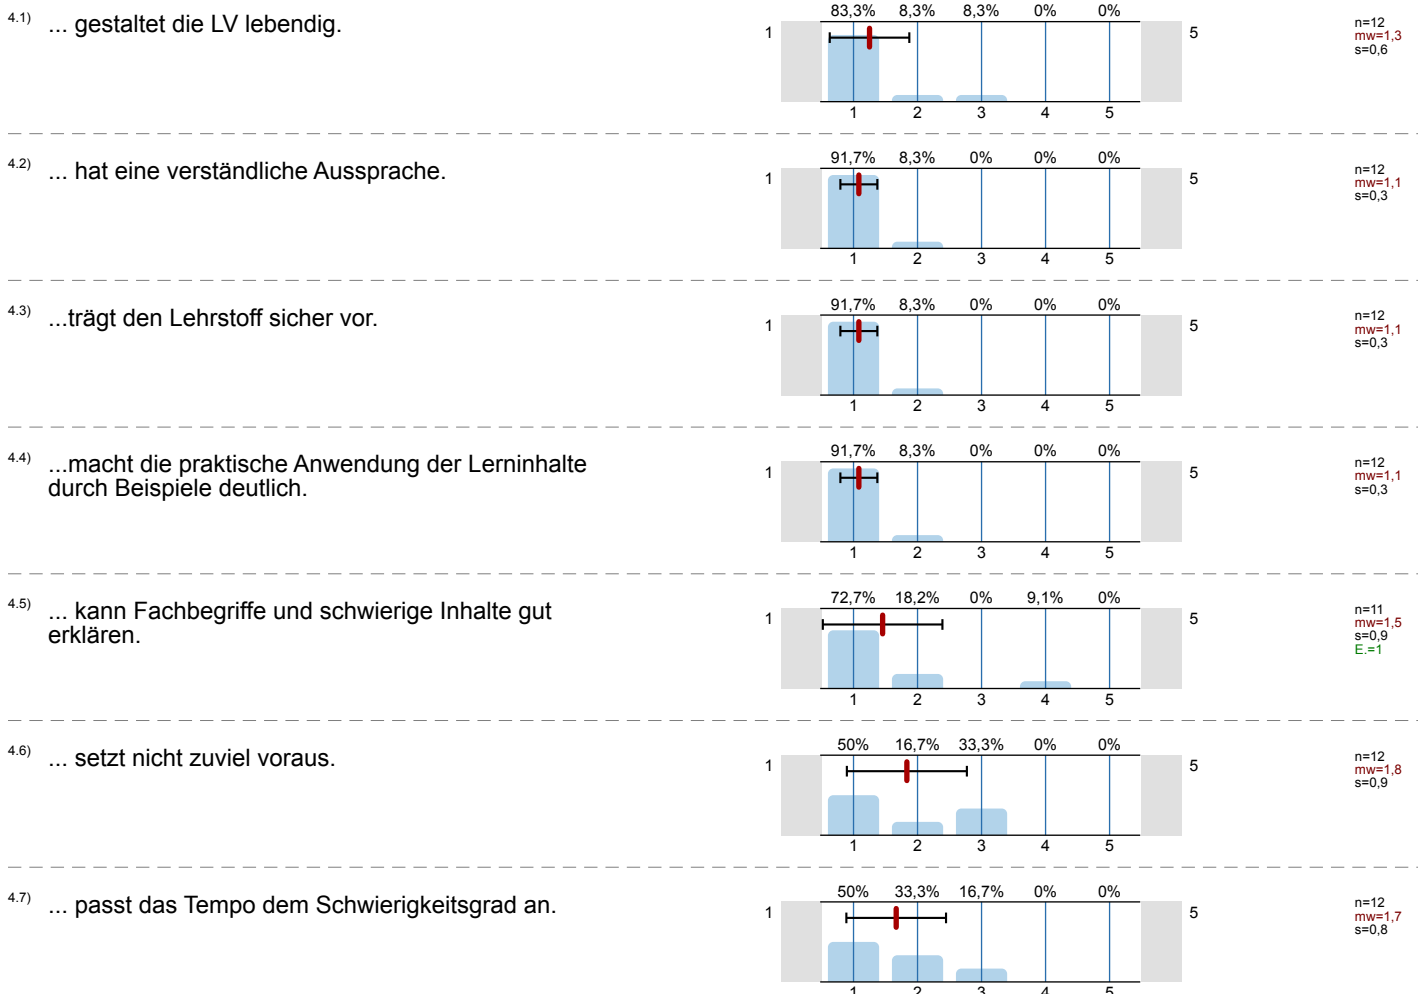 4.1) ... gestaltet die LV lebendig.
83,3% 8,3% 8,3% 0% 0%
1 5
n=12
mw=1,3
s=0,6
1 2 3 4 5
4.2) ... hat eine verständliche Aussprache.
91,7% 8,3% 0% 0% 0%
1 5
n=12
mw=1,1
s=0,3
1 2 3 4 5
4.3) ...trägt den Lehrstoff sicher vor.
91,7% 8,3% 0% 0% 0%
1 5
n=12
mw=1,1
s=0,3
1 2 3 4 5
4.4) ...macht die praktische Anwendung der Lerninhalte
durch Beispiele deutlich.
91,7% 8,3% 0% 0% 0%
1 5
n=12
mw=1,1
s=0,3
1 2 3 4 5
4.5) ... kann Fachbegriffe und schwierige Inhalte gut
erklären.
72,7% 18,2% 0% 9,1% 0%
1 5
n=11
mw=1,5
s=0,9
E.=1
1 2 3 4 5
4.6) ... setzt nicht zuviel voraus.
50% 16,7% 33,3% 0% 0%
1 5
n=12
mw=1,8
s=0,9
1 2 3 4 5
4.7) ... passt das Tempo dem Schwierigkeitsgrad an.
50% 33,3% 16,7% 0% 0%
1 5
n=12
mw=1,7
s=0,8
1 2 3 4 5